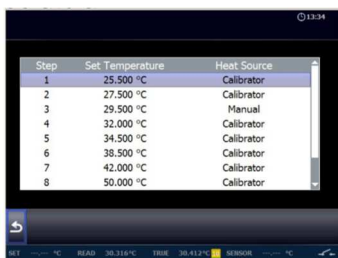 13:34
Step Set Temperature Heat Source
1 25.500 °C Calibrator
2 27.500 °C Calibrator
3 29.500 °C Manual
4 32.000 °C Calibrator
5 34.500 °C Calibrator
6 38.500 °C Calibrator
7 42.000 °C Calibrator
8 50.000 °C Calibrator
SET --.-- °C READ 30.316°C TRUE 30.412°C SENSOR --.-- °C